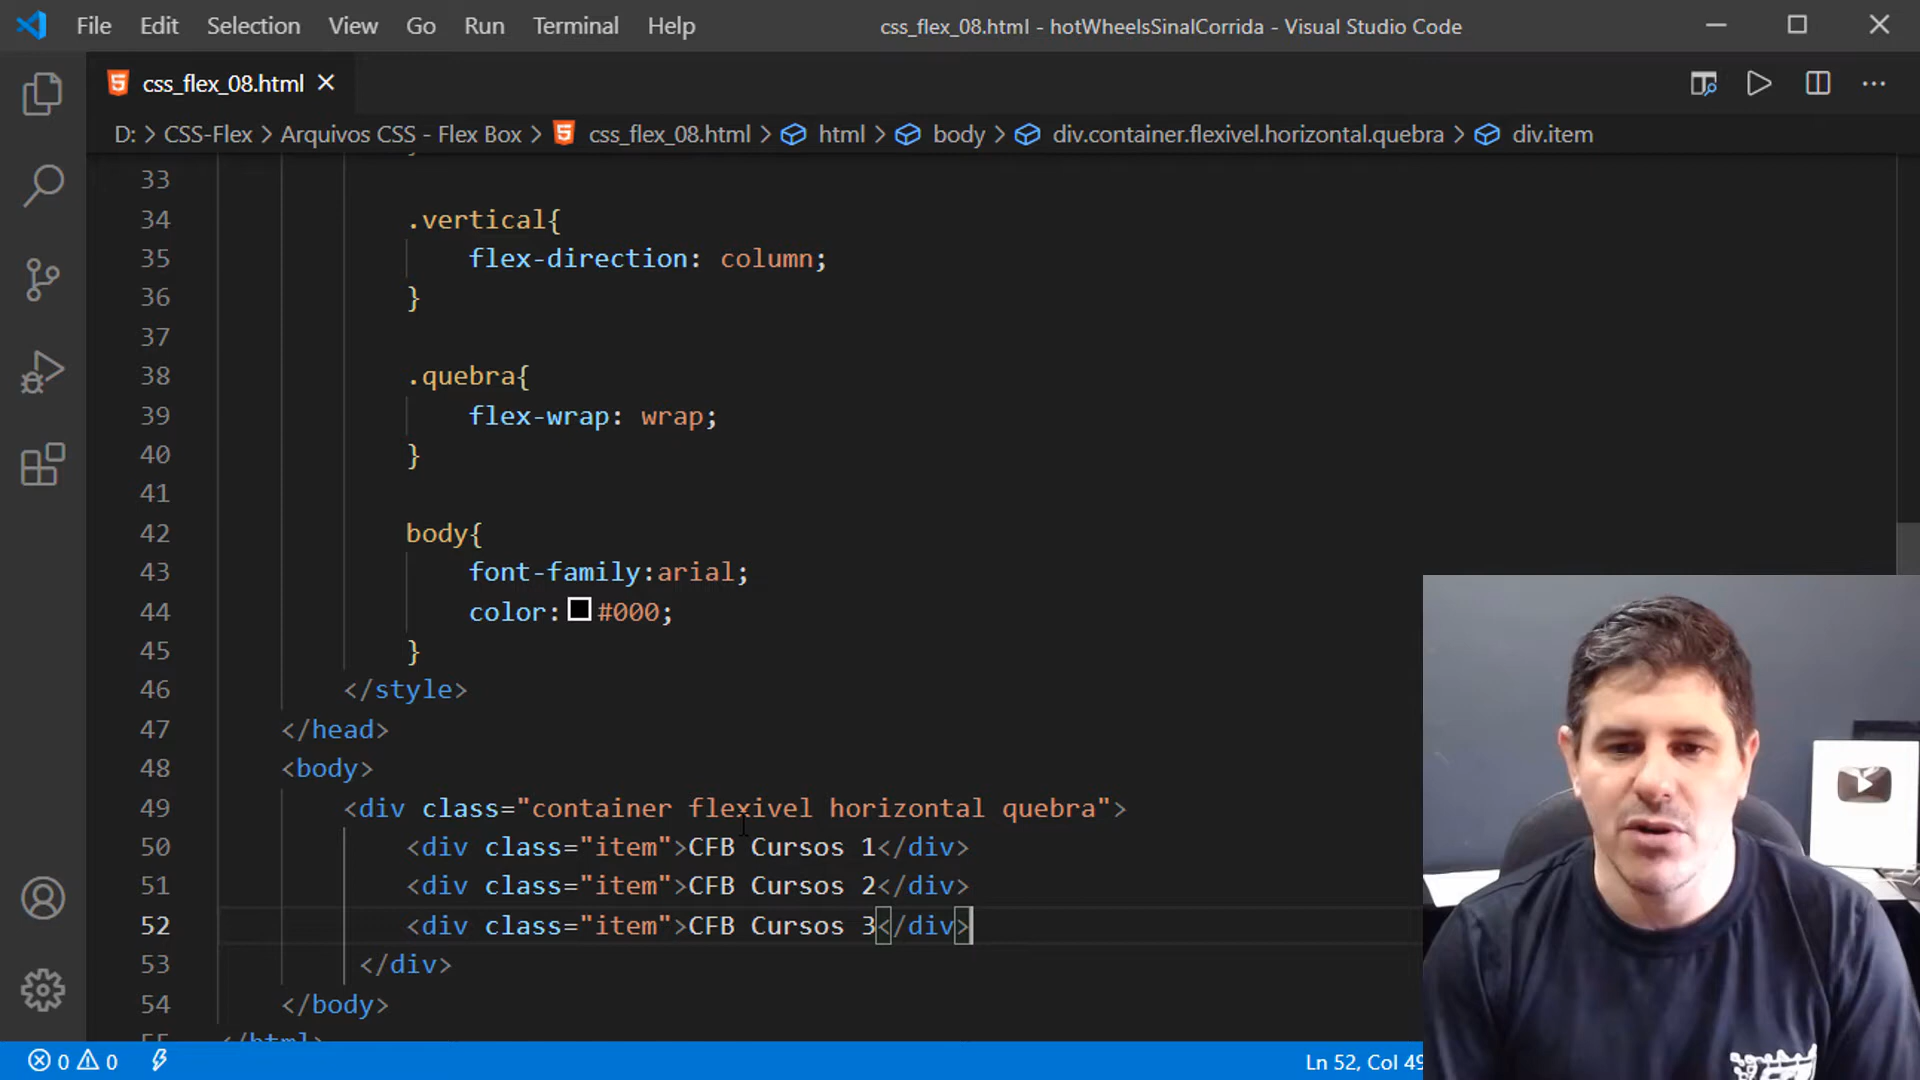 File Edit Selection View Go Run Terminal Help css_flex_08.html - hotWheelsSinalCorrida - Visual Studio Code
css_flex_08.html
D: > CSS-Flex > Arquivos CSS - Flex Box > css_flex_08.html > html > body > div.container.flexivel.horizontal.quebra > div.item
33
34 .vertical{
35 flex-direction: column;
36 }
37
38 .quebra{
39 flex-wrap: wrap;
40 }
41
42 body{
43 font-family:arial;
44 color: #000;
45 }
46 </style>
47 </head>
48 <body>
49 <div class="container flexivel horizontal quebra">
50 <div class="item">CFB Cursos 1</div>
51 <div class="item">CFB Cursos 2</div>
52 <div class="item">CFB Cursos 3</div>
53 </div>
54 </body>
55 </html>
0 0 Ln 52, Col 49